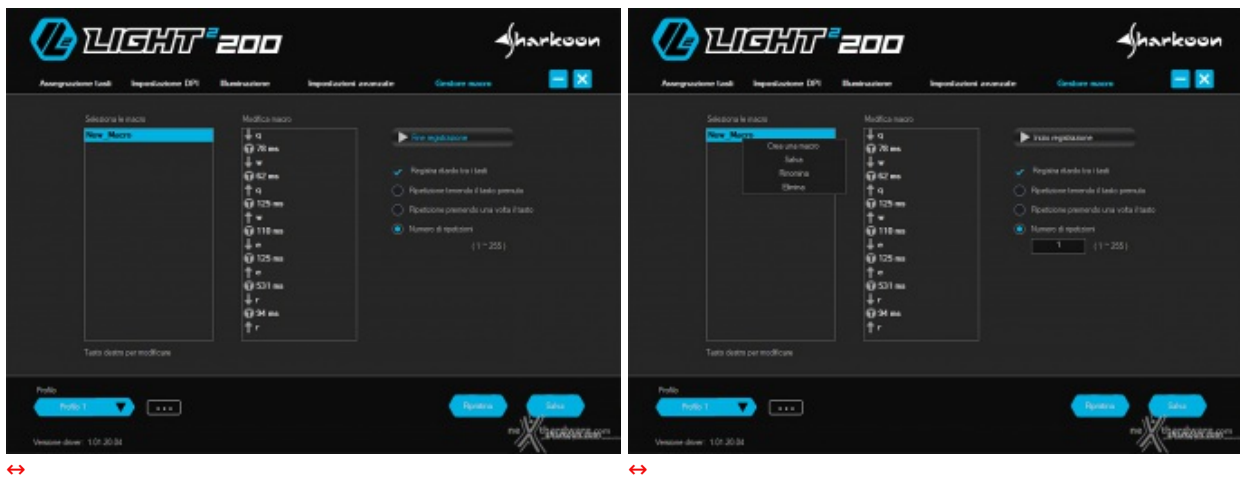 LIGHT² 200
Sharkoon
Assegnazione tasti Impostazione DPI Illuminazione Impostazioni avanzate Gestore macro
Seleziona le macro
Modifica macro
New_Macro
q
78 ms
w
62 ms
q
125 ms
w
110 ms
e
125 ms
e
531 ms
r
94 ms
r
Fine registrazione
Registra ritardo tra i tasti
Ripetizione tenendo il tasto premuto
Ripetizione premendo una volta il tasto
Numero di ripetizioni
(1~255)
Tasto destro per modificare
Profilo
Profilo 1
...
Ripristina
Salva
Versione driver: 1.01.20.04
LIGHT² 200
Sharkoon
Assegnazione tasti Impostazione DPI Illuminazione Impostazioni avanzate Gestore macro
Seleziona le macro
Modifica macro
New_Macro
Crea una macro
Salva
Rinomina
Elimina
q
78 ms
w
62 ms
q
125 ms
w
110 ms
e
125 ms
e
531 ms
r
94 ms
r
Inizio registrazione
Registra ritardo tra i tasti
Ripetizione tenendo il tasto premuto
Ripetizione premendo una volta il tasto
Numero di ripetizioni
1 (1~255)
Tasto destro per modificare
Profilo
Profilo 1
...
Ripristina
Salva
Versione driver: 1.01.20.04